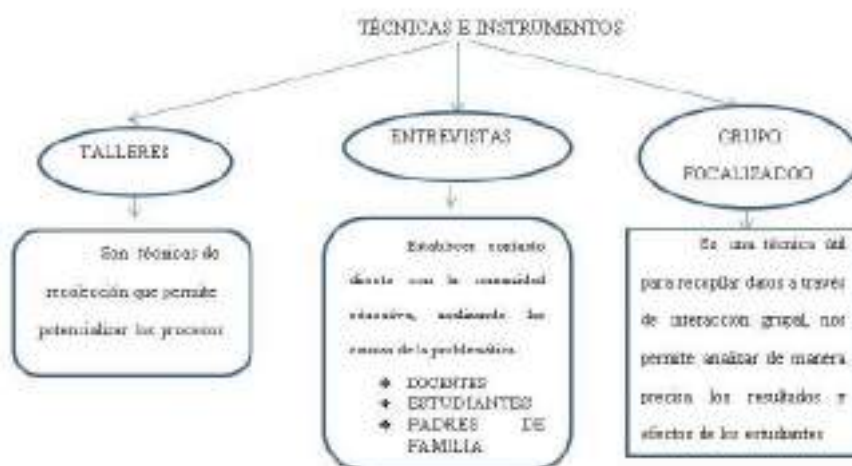 TÉCNICAS E INSTRUMENTOS
TALLERES
ENTREVISTAS
GRUPO
FOCALIZADOO
Son técnicas de
recolección que permite
potencializar los procesos
Establecer contacto
directo con la comunidad
educativa, analizando las
causas de la problemática
❖ DOCENTES
❖ ESTUDIANTES
❖ PADRES DE
FAMILIA
Es una técnica útil
para recopilar datos a través
de interacción grupal, nos
permite analizar de manera
precisa los resultados y
efectos de los estudiantes